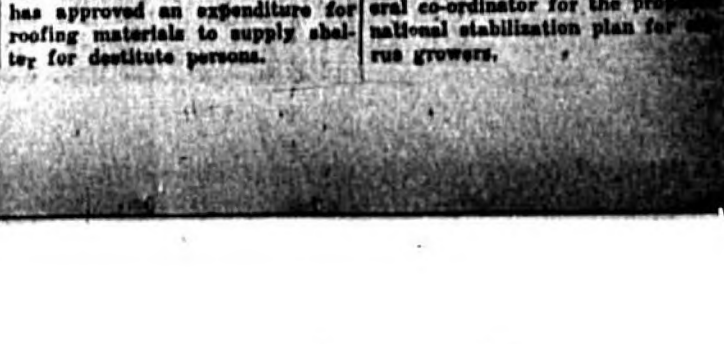 has approved an expenditure for
roofing materials to supply shel-
ter for destitute persons.
eral co-ordinator for the
national stabilization plan for
rus growers.